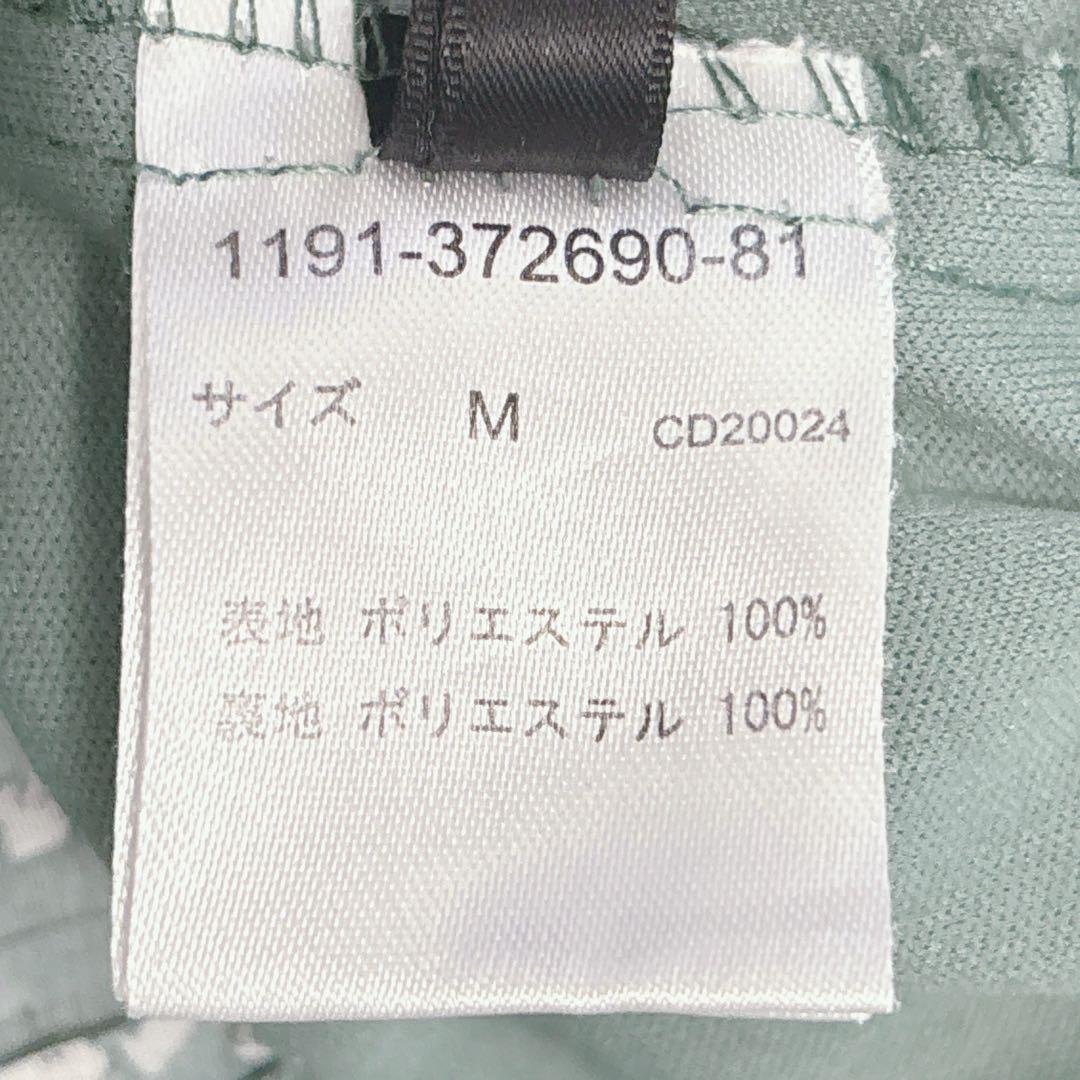 1191-372690-81
サイズ M CD20024
表地 ポリエステル 100%
裏地 ポリエステル 100%